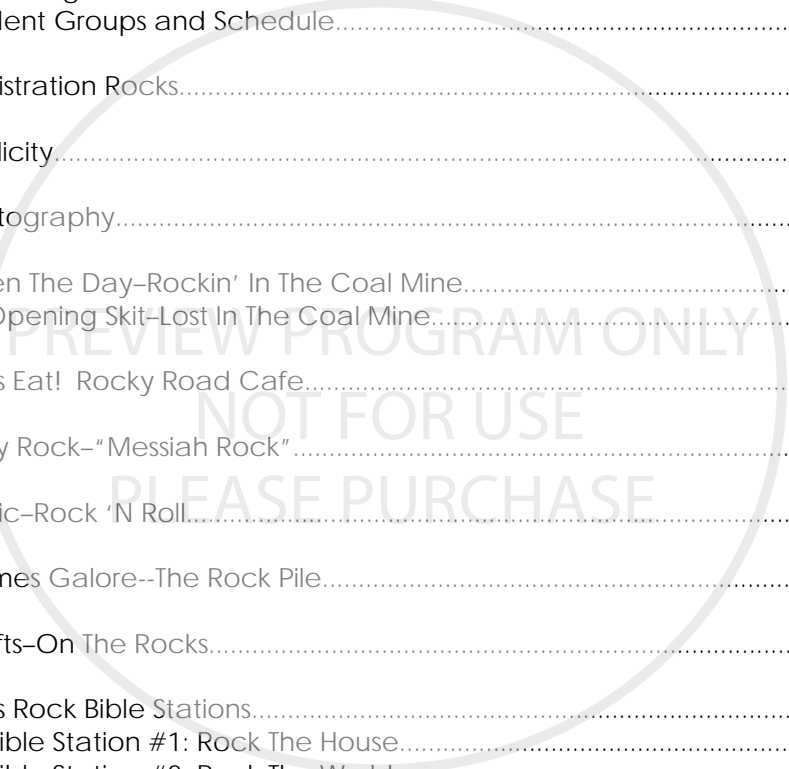 dent Groups and Schedule
istration Rocks
licity
tography
en The Day–Rockin' In The Coal Mine
Opening Skit–Lost In The Coal Mine
PREVIEW PROGRAM ONLY
s Eat! Rocky Road Cafe
NOT FOR USE
y Rock–"Messiah Rock"
PLEASE PURCHASE
ic–Rock 'N Roll
mes Galore--The Rock Pile
fts–On The Rocks
s Rock Bible Stations
ible Station #1: Rock The House